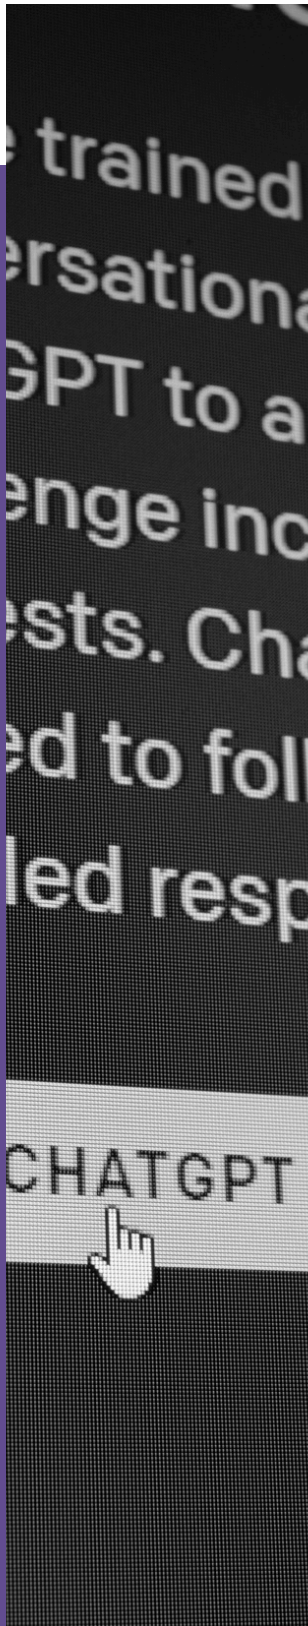 e trained
ersationa
GPT to a
enge inc
ests. Cha
ed to foll
led resp
CHATGPT